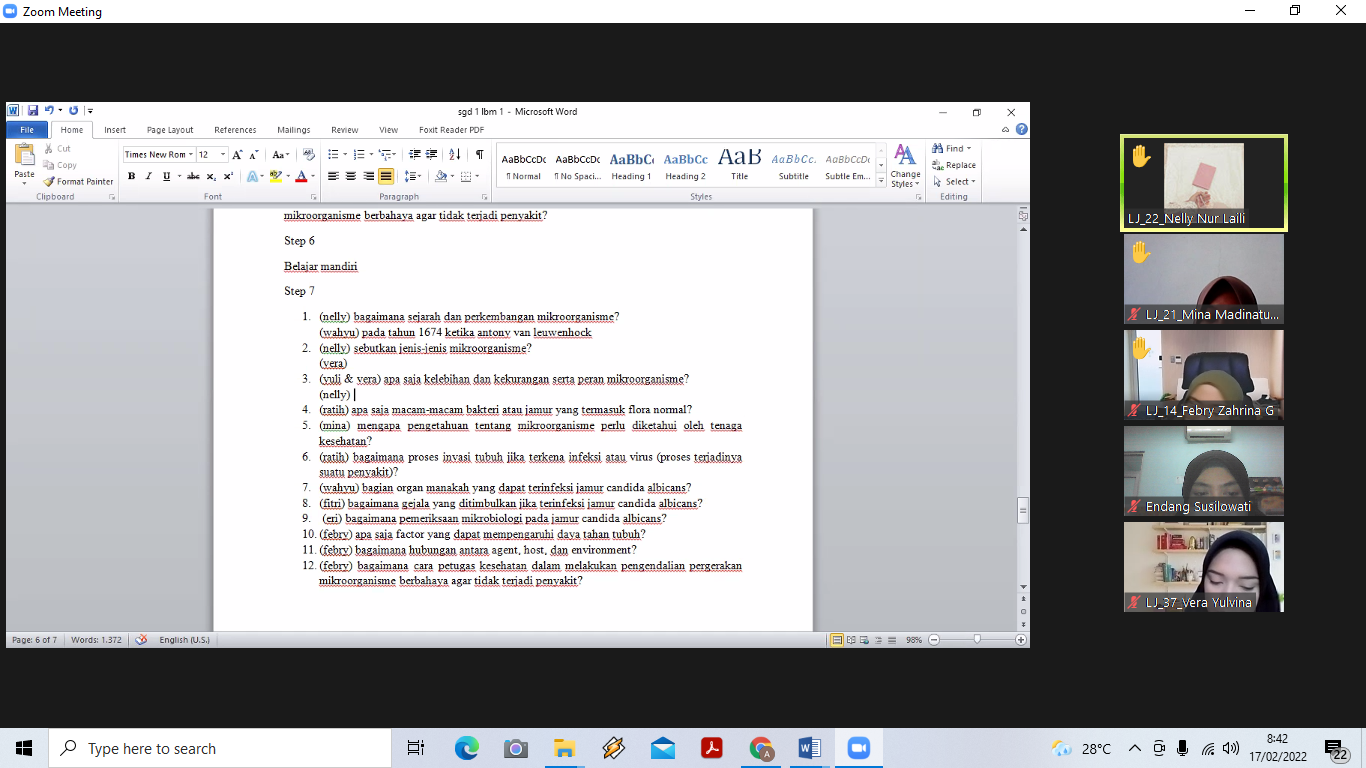 Zoom Meeting
sgd 1 lbm 1 - Microsoft Word
File Home Insert Page Layout References Mailings Review View Foxit Reader PDF
Cut
Copy
Format Painter
Paste
Times New Rom 12
AaBbCcDc AaBbCcDc AaBbCc AaBbCc AaB AaBbCc. AaBbCcDc
¶ Normal ¶ No Spaci... Heading 1 Heading 2 Title Subtitle Subtle Em...
Change Styles
Find
Replace
Select
Clipboard Font Paragraph Styles Editing
mikroorganisme berbahaya agar tidak terjadi penyakit?
Step 6
Belajar mandiri
Step 7
1. (nelly) bagaimana sejarah dan perkembangan mikroorganisme?
(wahyu) pada tahun 1674 ketika antony van leuwenhock
2. (nelly) sebutkan jenis-jenis mikroorganisme?
(vera)
3. (yuli & vera) apa saja kelebihan dan kekurangan serta peran mikroorganisme?
(nelly)
4. (ratih) apa saja macam-macam bakteri atau jamur yang termasuk flora normal?
5. (mina) mengapa pengetahuan tentang mikroorganisme perlu diketahui oleh tenaga
kesehatan?
6. (ratih) bagaimana proses invasi tubuh jika terkena infeksi atau virus (proses terjadinya
suatu penyakit)?
7. (wahyu) bagian organ manakah yang dapat terinfeksi jamur candida albicans?
8. (fitri) bagaimana gejala yang ditimbulkan jika terinfeksi jamur candida albicans?
9. (eri) bagaimana pemeriksaan mikrobiologi pada jamur candida albicans?
10. (febry) apa saja factor yang dapat mempengaruhi daya tahan tubuh?
11. (febry) bagaimana hubungan antara agent, host, dan environment?
12. (febry) bagaimana cara petugas kesehatan dalam melakukan pengendalian pergerakan
mikroorganisme berbahaya agar tidak terjadi penyakit?
Page: 6 of 7 Words: 1.372 English (U.S.) 98%
LJ_22_Nelly Nur Laili
LJ_21_Mina Madinatu...
LJ_14_Febry Zahrina G
Endang Susilowati
LJ_37_Vera Yulvina
Type here to search
28°C
8:42
17/02/2022
22